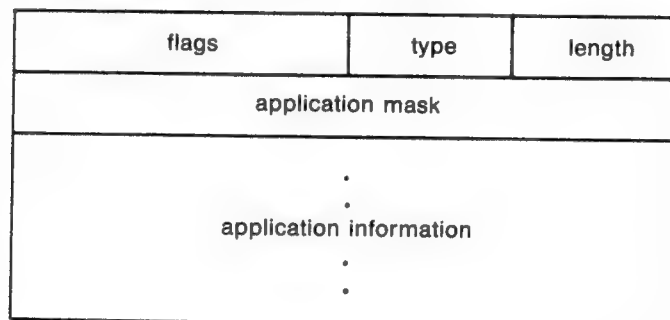 flags type length
application mask
application information